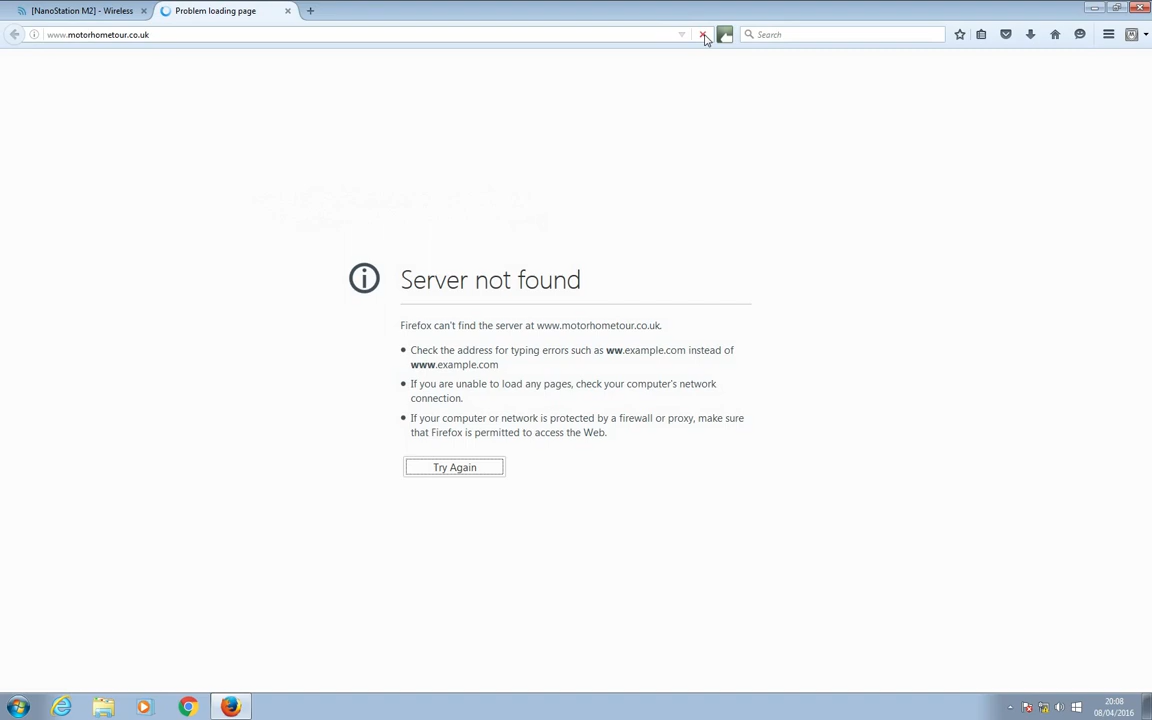 [NanoStation M2] - Wireless
Problem loading page
www.motorhometour.co.uk
Search
Server not found
Firefox can't find the server at www.motorhometour.co.uk.
Check the address for typing errors such as ww.example.com instead of
www.example.com
If you are unable to load any pages, check your computer's network
connection.
If your computer or network is protected by a firewall or proxy, make sure
that Firefox is permitted to access the Web.
Try Again
20:08
08/04/2016